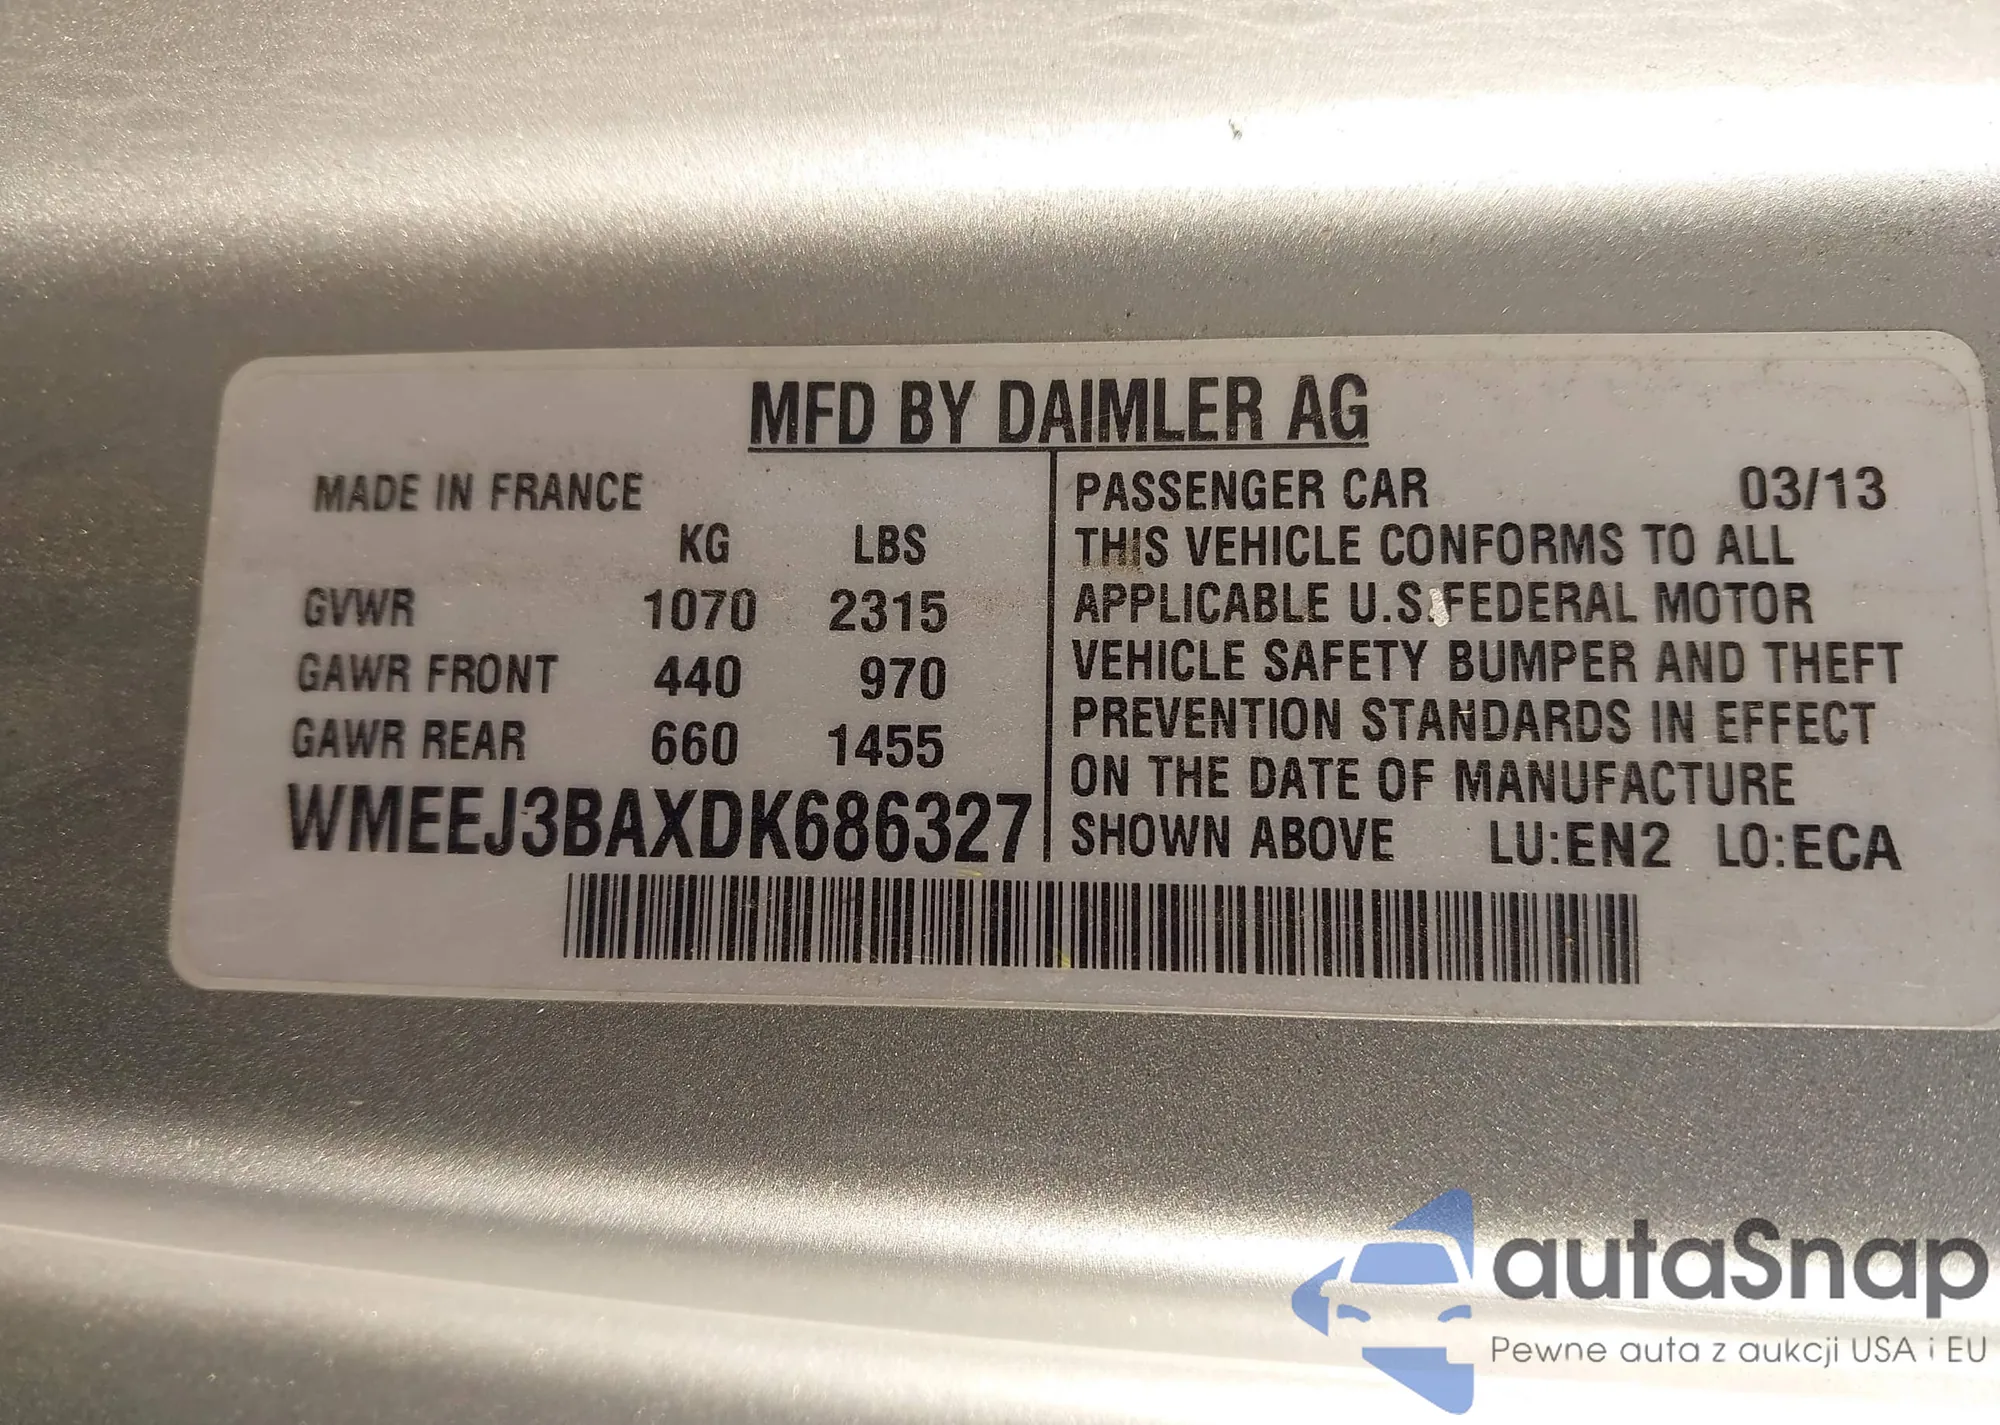 MFD BY DAIMLER AG
MADE IN FRANCE
KG LBS
GVWR 1070 2315
GAWR FRONT 440 970
GAWR REAR 660 1455
WMEEJ3BAXDK686327
PASSENGER CAR 03/13
THIS VEHICLE CONFORMS TO ALL
APPLICABLE U.S. FEDERAL MOTOR
VEHICLE SAFETY BUMPER AND THEFT
PREVENTION STANDARDS IN EFFECT
ON THE DATE OF MANUFACTURE
SHOWN ABOVE LU:EN2 LO:ECA
autaSnap
Pewne auta z aukcji USA i EU